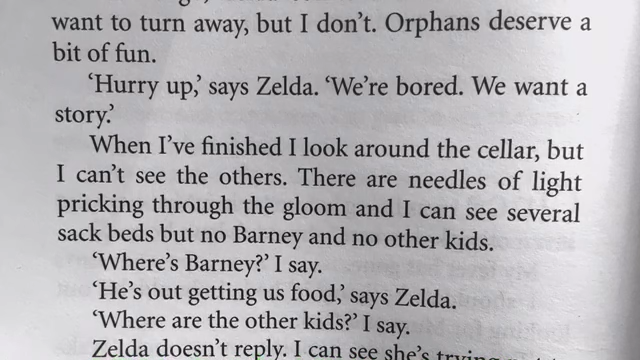 want to turn away, but I don't. Orphans deserve a
bit of fun.
‘Hurry up,’ says Zelda. ‘We're bored. We want a
story.’
When I've finished I look around the cellar, but
I can't see the others. There are needles of light
pricking through the gloom and I can see several
sack beds but no Barney and no other kids.
‘Where's Barney?’ I say.
‘He's out getting us food,’ says Zelda.
‘Where are the other kids?’ I say.
Zelda doesn't reply. I can see she's trying